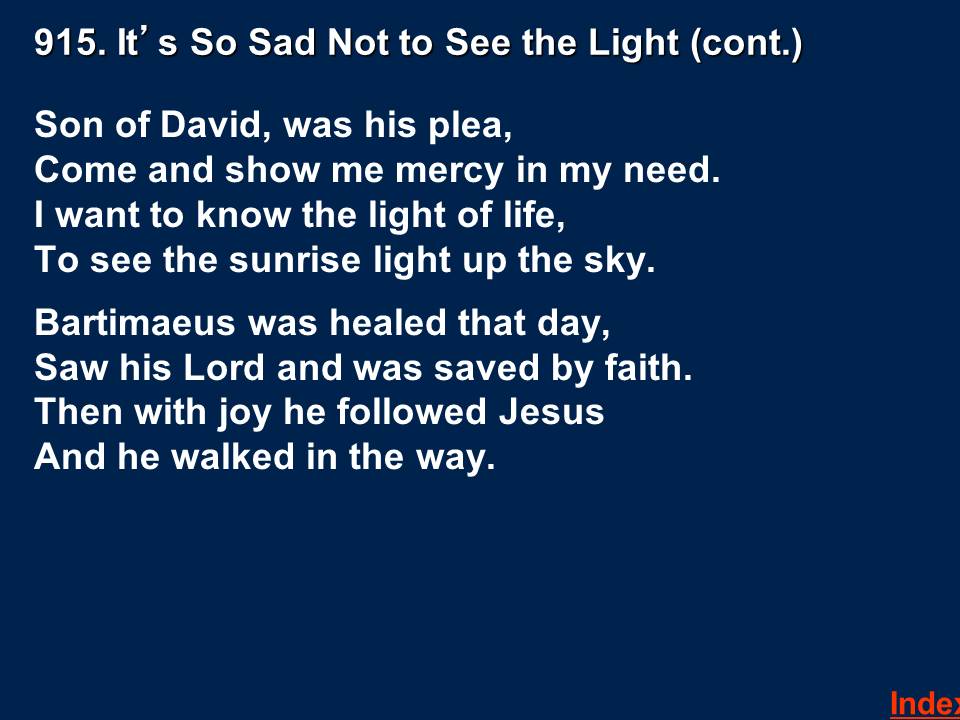 915. It’s So Sad Not to See the Light (cont.)
Son of David, was his plea,
Come and show me mercy in my need.
I want to know the light of life,
To see the sunrise light up the sky.
Bartimaeus was healed that day,
Saw his Lord and was saved by faith.
Then with joy he followed Jesus
And he walked in the way.
Index